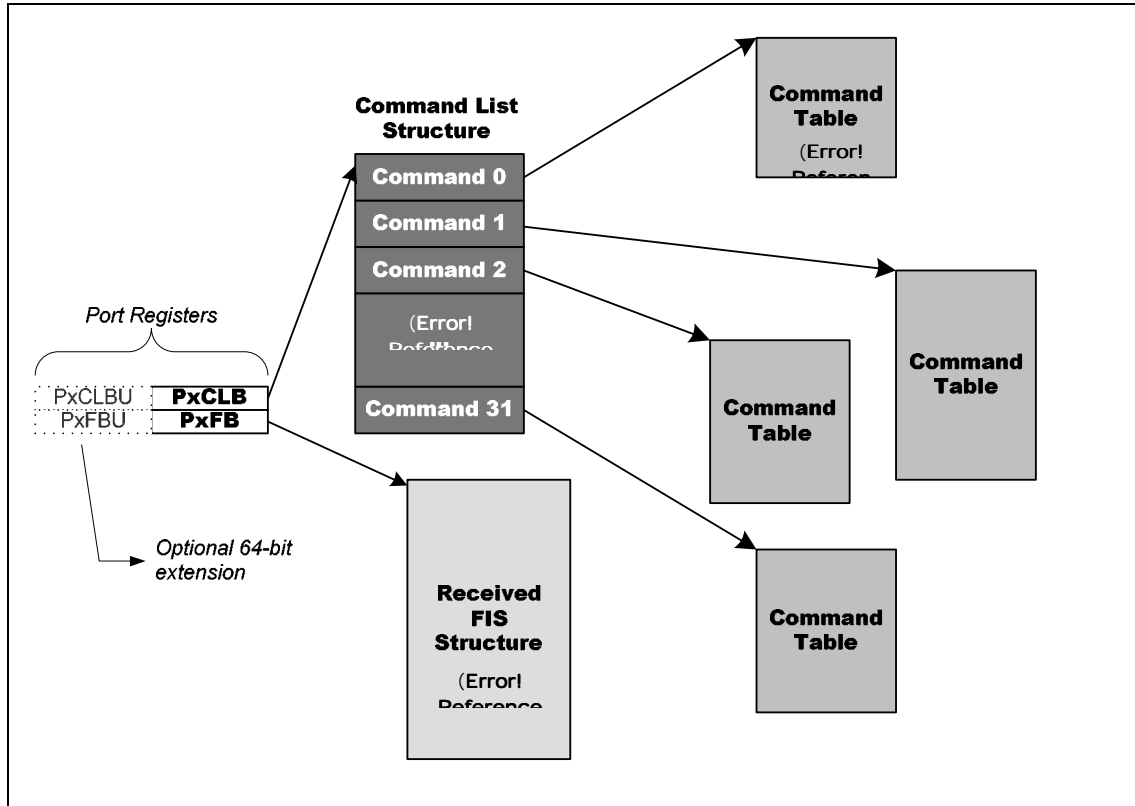 Command List
Structure
Command 0
Command 1
Command 2
(Error!
Command 31
Port Registers
PxCLBU PxCLB
PxFBU PxFB
Optional 64-bit
extension
Received
FIS
Structure
(Error!
Reference
Command
Table
(Error!
Command
Table
Command
Table
Command
Table